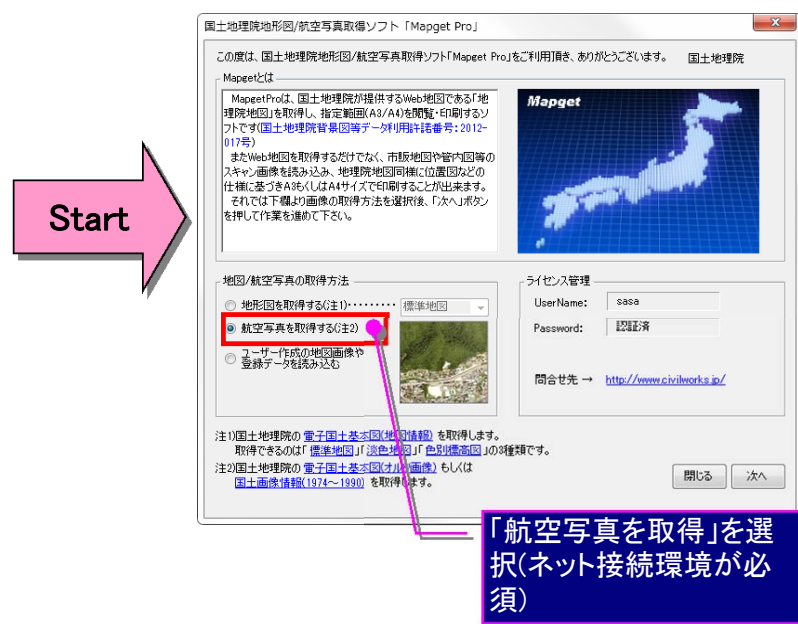 国土地理院地形図/航空写真取得ソフト「Mapget Pro」
この度は、国土地理院地形図/航空写真取得ソフト「Mapeet Pro」をご利用頂き、ありがとうございます。
国土地理院
Mapgetとは
MapgetProは、国土地理院が提供するWeb地図である「地
理院地図」を取得し、指定範囲(A3/A4)を閲覧・印刷するソ
フトです(国土地理院背景図等データ利用許諾番号:2012-
017号)
またWeb地図を取得するだけでなく、市販地図や管内図等の
スキャン画像を読み込み、地理院地図同様に位置図などの
仕様に基づきA3もくしはA4サイズで印刷することが出来ます。
それでは下欄より画像の取得方法を選択後、「次へ」ボタン
を押して作業を進めて下さい。
Mapget
Start
地図/航空写真の取得方法
地形図を取得する(注1)・・・・・・・・・
標準地図
航空写真を取得する(注2)
ユーザー作成の地図画像や
登録データを読み込む
ライセンス管理
UserName:
sasa
Password:
認証済
問合せ先 →
http://www.civilworks.jp/
注1)国土地理院の 電子国土基本図(地図情報) を取得します。
取得できるのは「標準地図」「淡色地図」「色別標高図」の3種類です。
注2)国土地理院の 電子国土基本図(オルソ画像) もしくは
国土画像情報(1974～1990) を取得します。
閉じる
次へ
「航空写真を取得」を選
択(ネット接続環境が必
須)